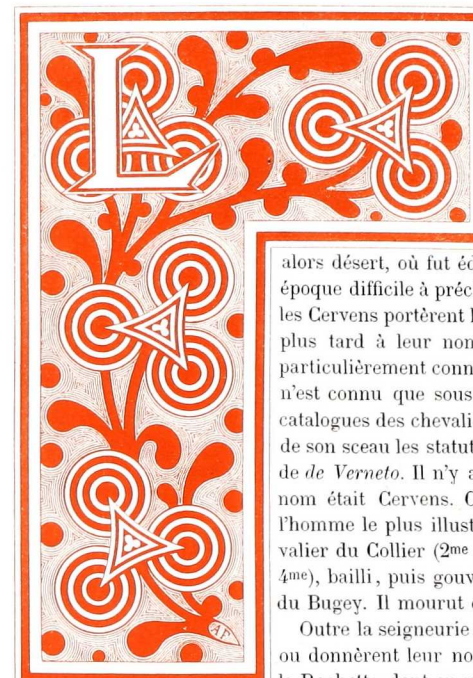 L
alors désert, où fut éd
époque difficile à préc
les Cervens portèrent l
plus tard à leur nom
particulièrement conn
n'est connu que sous
catalogues des chevali
de son sceau les statut
de de Verneto. Il n'y a
nom était Cervens. C
l'homme le plus illust
valier du Collier (2me
4me), bailli, puis gouv
du Bugey. Il mourut
Outre la seigneurie
ou donnèrent leur no
AF